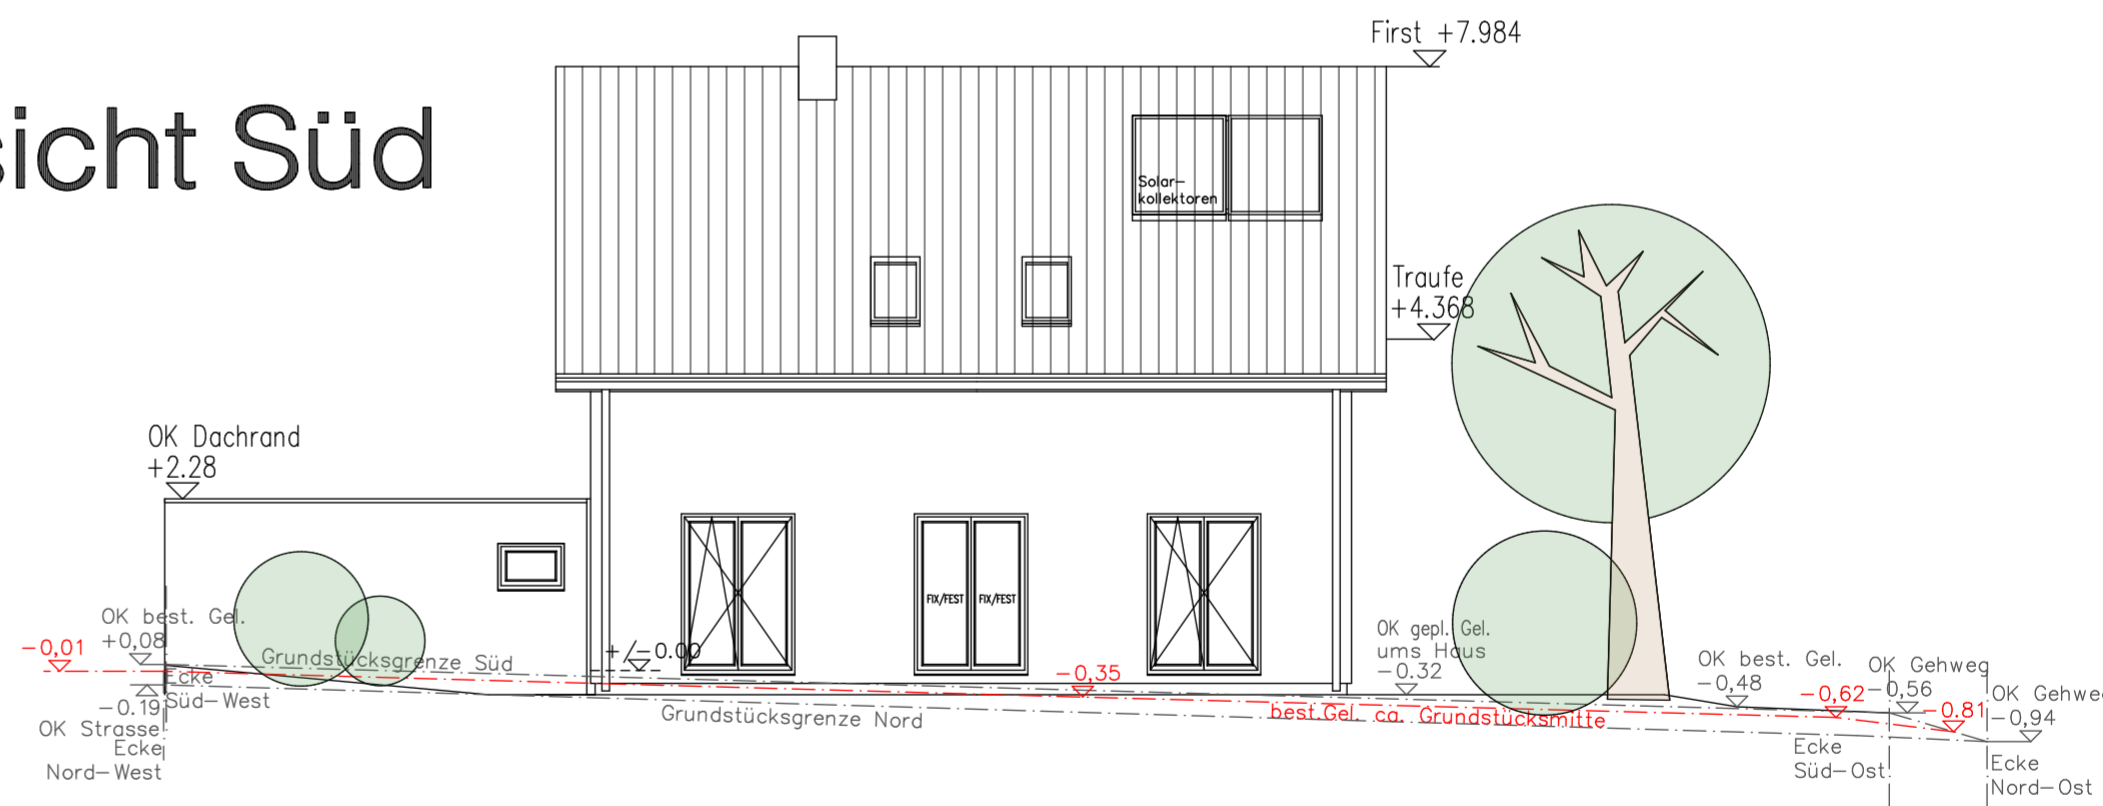 First +7.984
sicht Süd
Solar-
kollektoren
Traufe
+4.368
OK Dachrand
+2.28
FIX/FEST
FIX/FEST
OK best. Gel.
+0,08
-0,01
Grundstücksgrenze Süd
+/-0.00
-0,35
OK gepl. Gel.
ums Haus
-0.32
OK best. Gel.
-0,48
-0,62
OK Gehweg
-0,56
-0.81
OK Gehweg
-0,94
Ecke
Süd-West
-0.19
OK Strasse
Ecke
Nord-West
Grundstücksgrenze Nord
best.Gel. ca. Grundstücksmitte
Ecke
Süd-Ost
Ecke
Nord-Ost